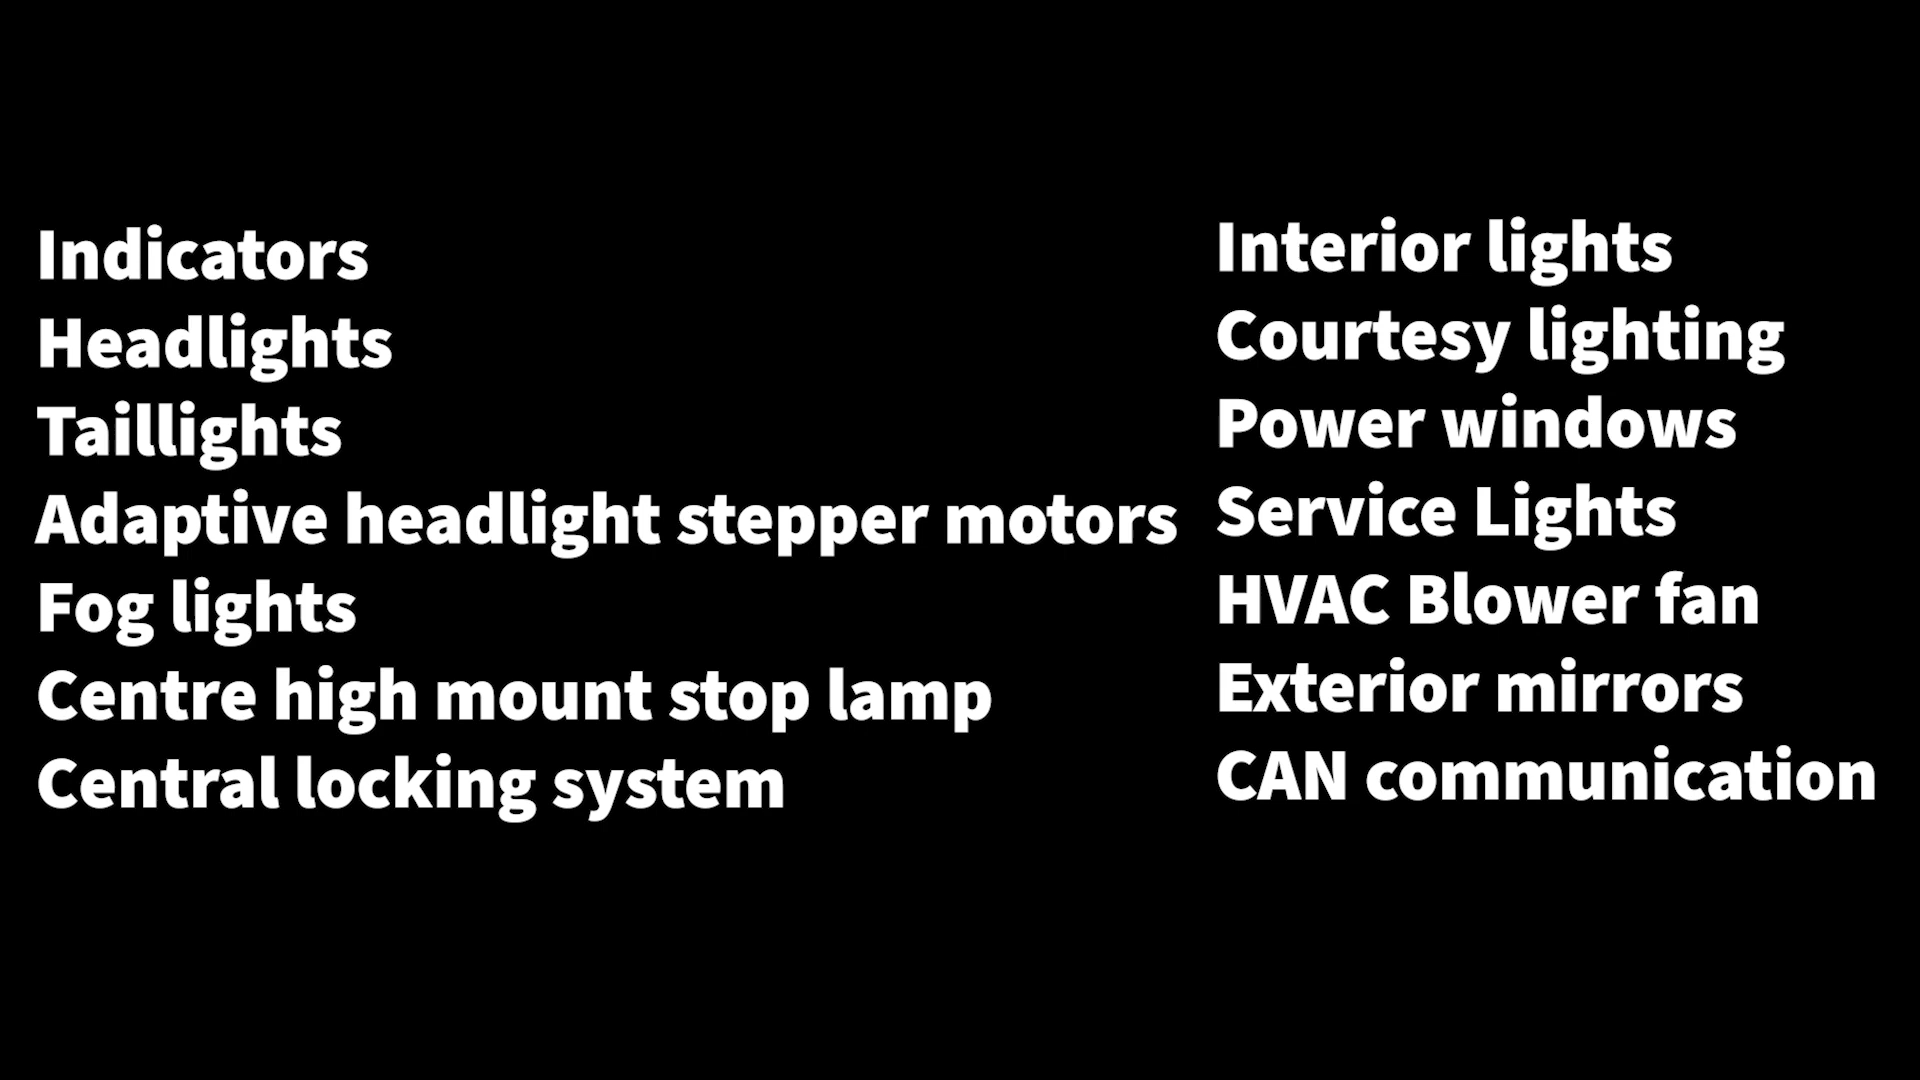 Indicators
Headlights
Taillights
Adaptive headlight stepper motors
Fog lights
Centre high mount stop lamp
Central locking system
Interior lights
Courtesy lighting
Power windows
Service Lights
HVAC Blower fan
Exterior mirrors
CAN communication